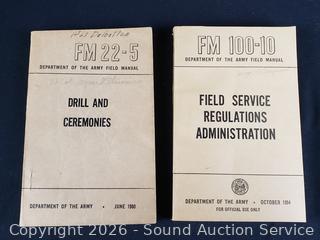 FM 22-5
DEPARTMENT OF THE ARMY FIELD MANUAL
DRILL AND
CEREMONIES
DEPARTMENT OF THE ARMY • JUNE 1960
FM 100-10
DEPARTMENT OF THE ARMY FIELD MANUAL
FIELD SERVICE
REGULATIONS
ADMINISTRATION
DEPARTMENT OF THE ARMY • OCTOBER 1954
FOR OFFICIAL USE ONLY
Copyright 2026 - Sound Auction Service